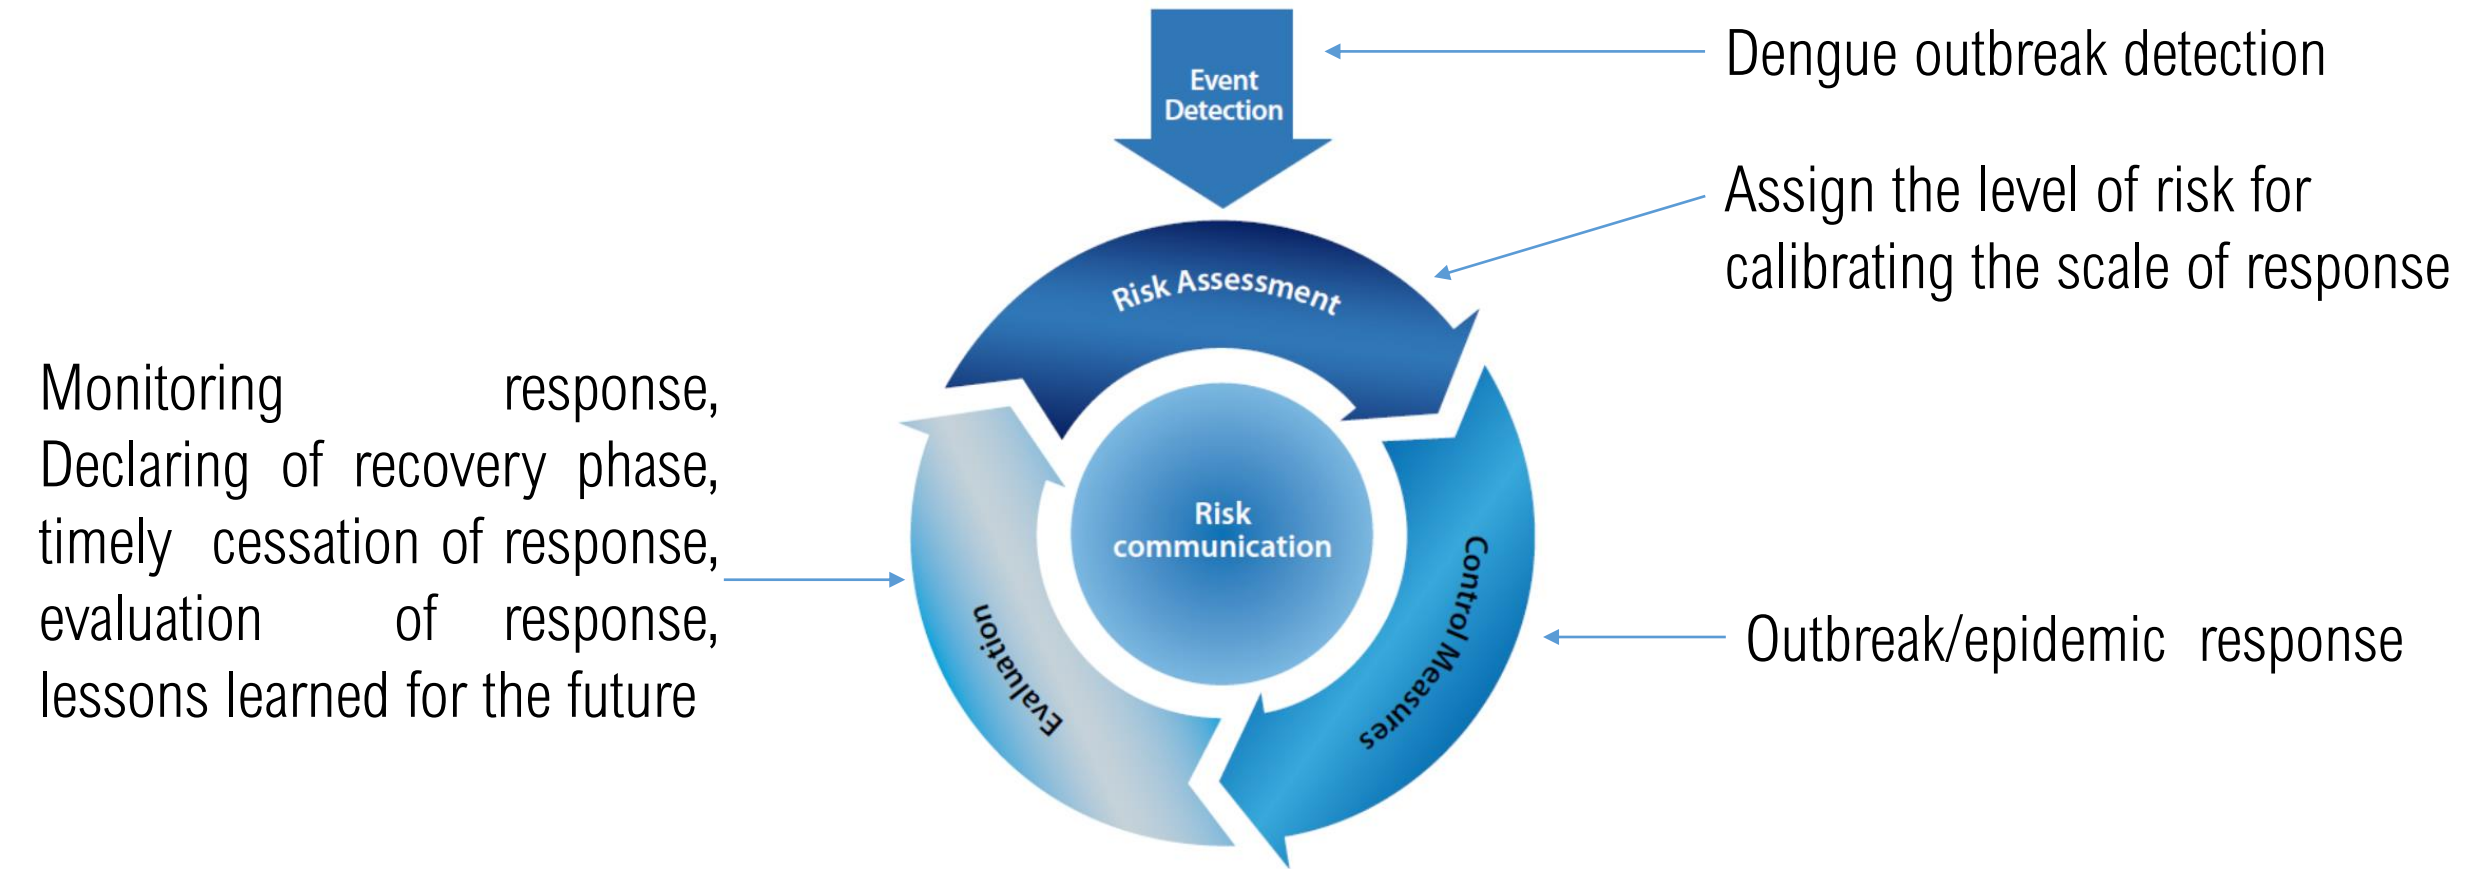 Event
Detection
Dengue outbreak detection
Assign the level of risk for
calibrating the scale of response
Risk Assessment
Monitoring response,
Declaring of recovery phase,
timely cessation of response,
evaluation of response,
lessons learned for the future
Risk
communication
Control Measures
Evaluation
Outbreak/epidemic response